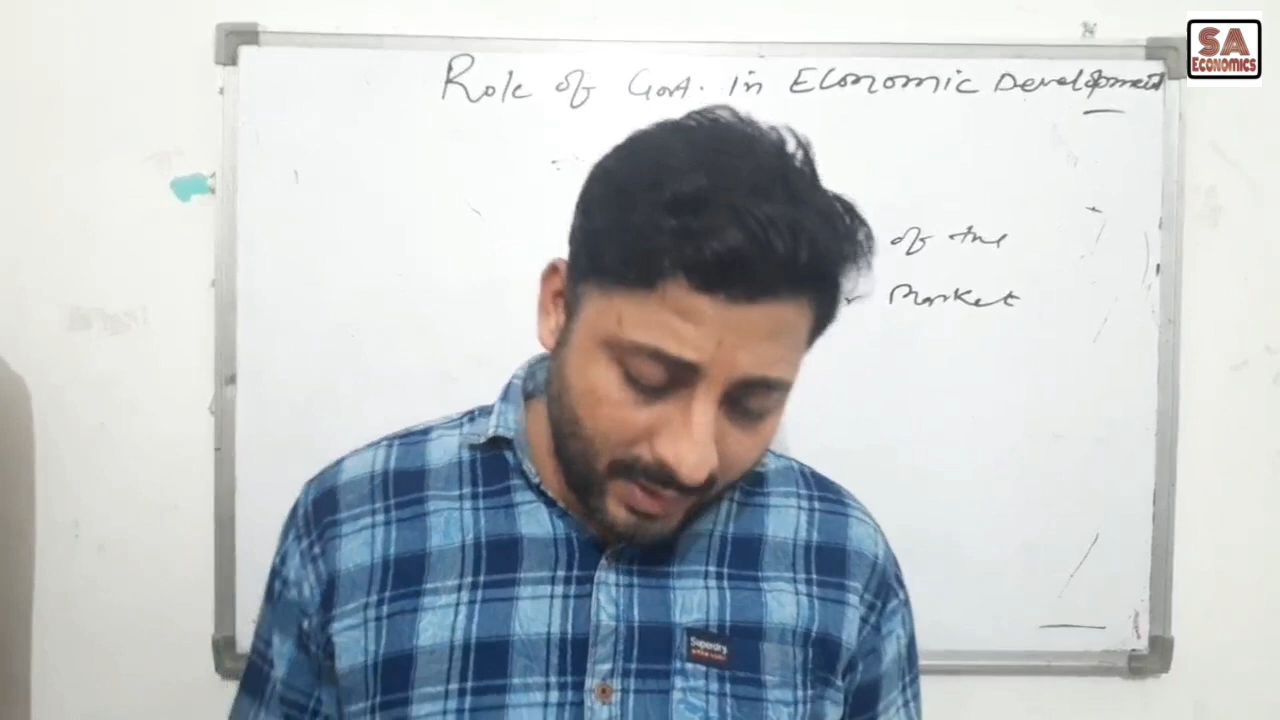 Role of Govt. in Economic Development
of the
Market
SA
ECONOMICS
Superdry